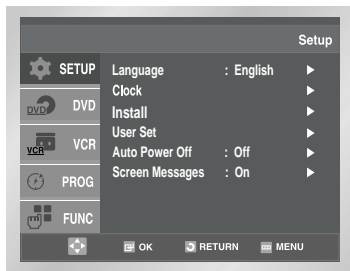 Setup
SETUP
Language : English ►
Clock ►
Install ►
User Set ►
Auto Power Off : Off ►
Screen Messages : On ►
DVD DVD
VCR VCR
PROG
FUNC
OK RETURN MENU